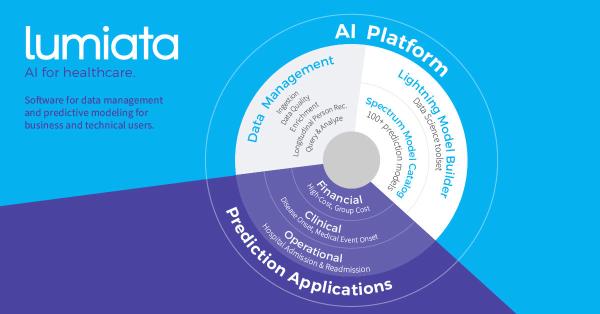 lumiata
AI for healthcare.
Software for data management
and predictive modeling for
business and technical users.
AI Platform
Data Management
Ingestion
Data Quality
Enrichment
Longitudinal Person Rec.
Query & Analyze
Lightning Model Builder
Data Science toolset
Spectrum Model Catalog
100+ prediction models
Financial
High-Cost, Group Cost
Clinical
Disease Onset, Medical Event Onset
Operational
Hospital Admission & Readmission
Prediction Applications